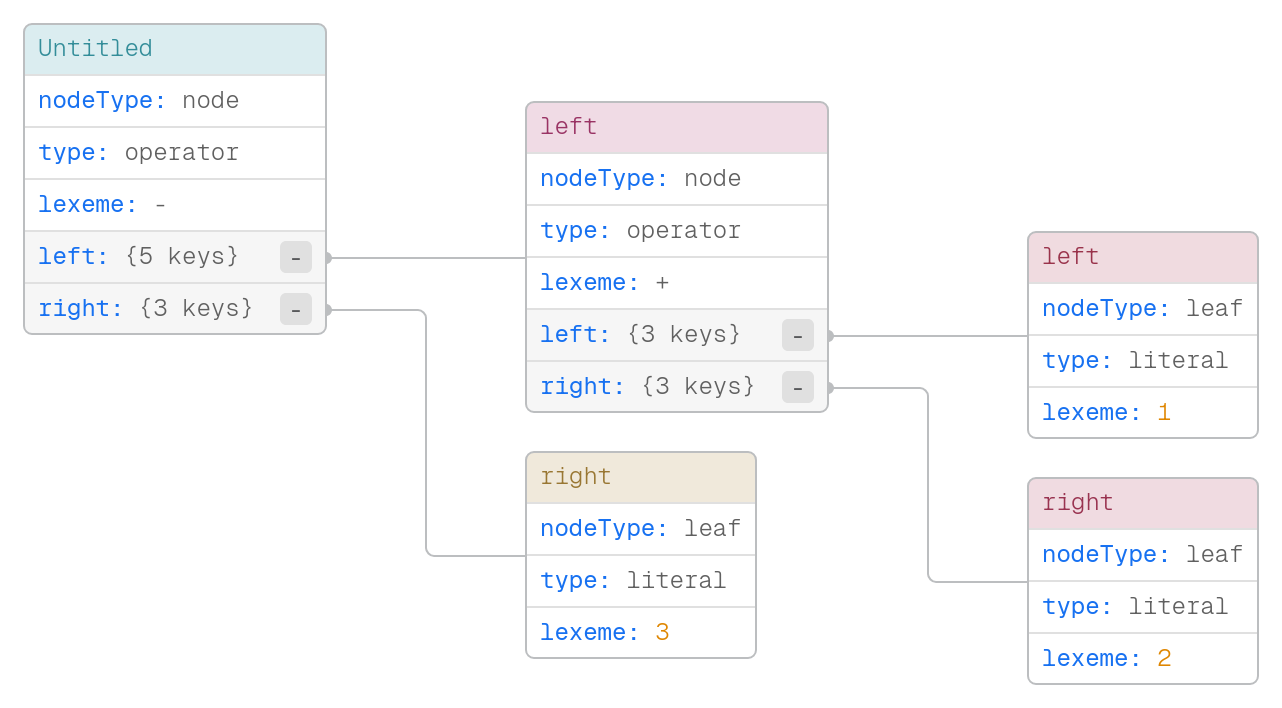 Untitled
nodeType: node
type: operator
lexeme: -
left: {5 keys} -
right: {3 keys} -
left
nodeType: node
type: operator
lexeme: +
left: {3 keys} -
right: {3 keys} -
right
nodeType: leaf
type: literal
lexeme: 3
left
nodeType: leaf
type: literal
lexeme: 1
right
nodeType: leaf
type: literal
lexeme: 2